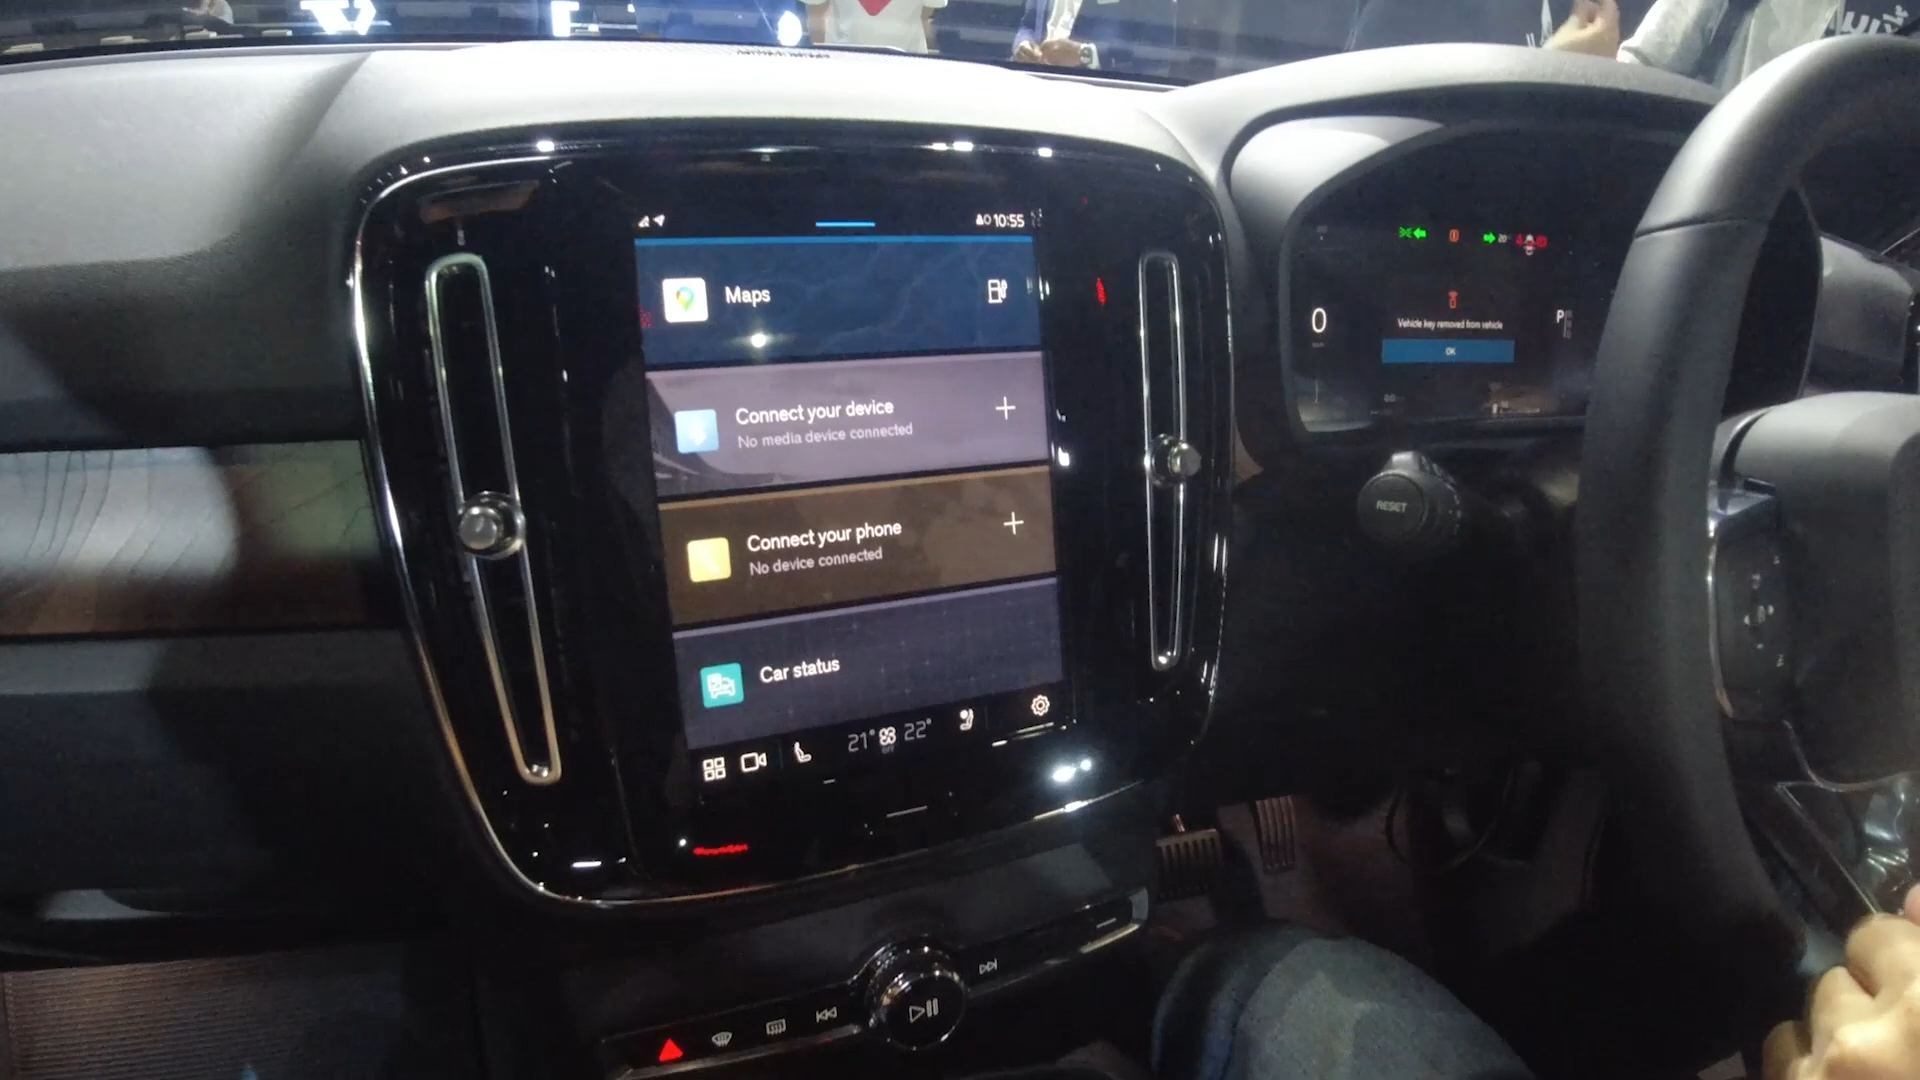 10:55
Maps
Connect your device
No media device connected
Connect your phone
No device connected
Car status
21° 22°
0
Vehicle key removed from vehicle
OK
P
RESET